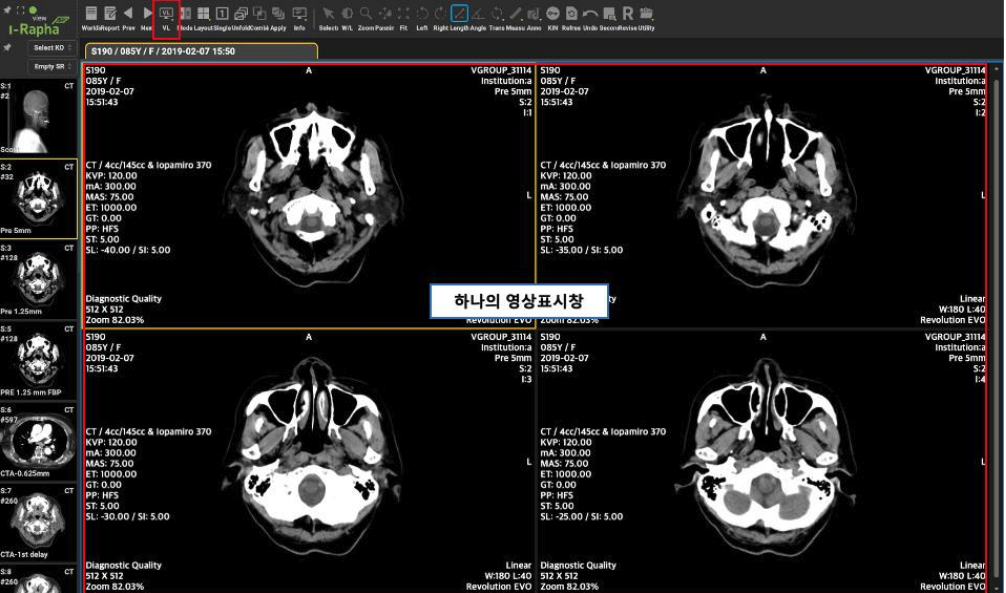 VIEW
I-Rapha
Worklist Report Prev Next VL Moda Layout Single Unfold Combi Apply Info Select W/L Zoom Pannir Fit Left Right Length Angle Trans Measu Anno KIN Refree Undo Secon Revise Utility
Select KO
Empty SR
S190 / 085Y / F / 2019-02-07 15:50
S:1 CT
#2
Scout
S:2 CT
#32
Pre 5mm
S:3 CT
#128
Pre 1.25mm
S:5 CT
#128
PRE 1.25 mm FBP
S:6 CT
#597
CTA-0.625mm
S:7 CT
#260
CTA-1st delay
S:8 CT
#260
S190 A VGROUP_31114
085Y / F Institution:a
2019-02-07 Pre 5mm
15:51:43 S:2
I:1
CT / 4cc/145cc & Iopamiro 370
KVP: 120.00
mA: 300.00
MAS: 75.00 L
ET: 1000.00
GT: 0.00
PP: HFS
ST: 5.00
SL: -40.00 / SI: 5.00
Diagnostic Quality
512 X 512
Zoom 82.03% Revolution EVO
S190 A VGROUP_31114
085Y / F Institution:a
2019-02-07 Pre 5mm
15:51:43 S:2
I:2
CT / 4cc/145cc & Iopamiro 370
KVP: 120.00
mA: 300.00
MAS: 75.00 L
ET: 1000.00
GT: 0.00
PP: HFS
ST: 5.00
SL: -35.00 / SI: 5.00
Linear
W:180 L:40
Zoom 82.03% Revolution EVO
하나의 영상표시창
S190 A VGROUP_31114
085Y / F Institution:a
2019-02-07 Pre 5mm
15:51:43 S:2
I:3
CT / 4cc/145cc & Iopamiro 370
KVP: 120.00
mA: 300.00
MAS: 75.00 L
ET: 1000.00
GT: 0.00
PP: HFS
ST: 5.00
SL: -30.00 / SI: 5.00
Diagnostic Quality Linear
512 X 512 W:180 L:40
Zoom 82.03% Revolution EVO
S190 A VGROUP_31114
085Y / F Institution:a
2019-02-07 Pre 5mm
15:51:43 S:2
I:4
CT / 4cc/145cc & Iopamiro 370
KVP: 120.00
mA: 300.00
MAS: 75.00 L
ET: 1000.00
GT: 0.00
PP: HFS
ST: 5.00
SL: -25.00 / SI: 5.00
Diagnostic Quality Linear
512 X 512 W:180 L:40
Zoom 82.03% Revolution EVO